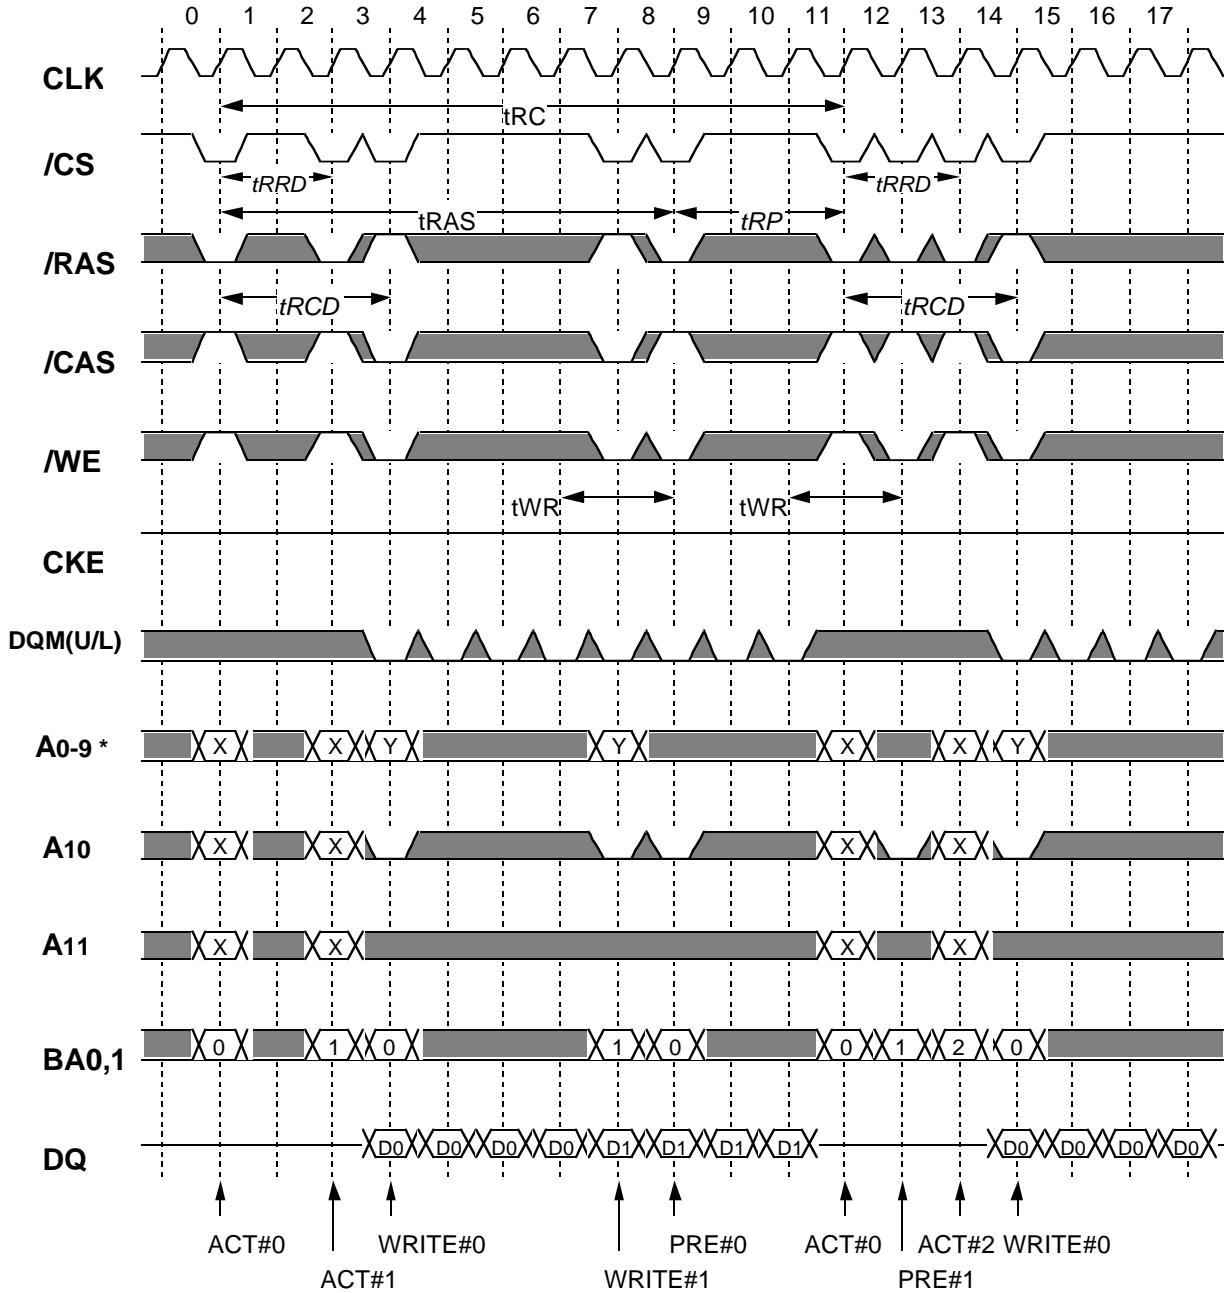 0 1 2 3 4 5 6 7 8 9 10 11 12 13 14 15 16 17
CLK
tRC
/CS
tRRD tRRD
tRAS tRP
/RAS
tRCD tRCD
/CAS
/WE
tWR tWR
CKE
DQM(U/L)
A0-9 * X X Y Y X X Y
A10 X X X X
A11 X X X X
BA0,1 0 1 0 1 0 0 1 2 0
DQ D0 D0 D0 D0 D1 D1 D1 D1 D0 D0 D0 D0
ACT#0 WRITE#0 PRE#0 ACT#0 ACT#2 WRITE#0
ACT#1 WRITE#1 PRE#1